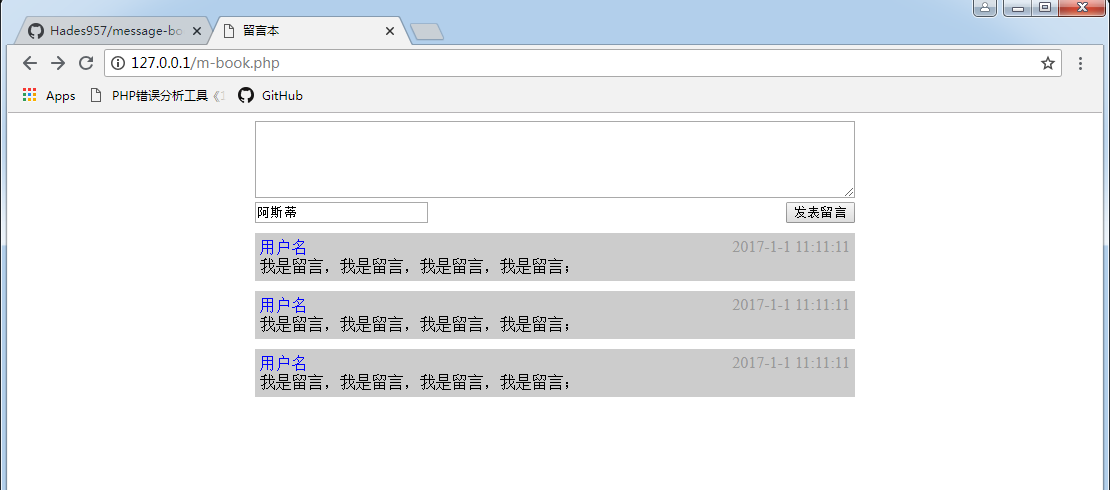 Hades957/message-bo
留言本
127.0.0.1/m-book.php
Apps
PHP错误分析工具《
GitHub
阿斯蒂
发表留言
用户名
2017-1-1 11:11:11
我是留言，我是留言，我是留言，我是留言；
用户名
2017-1-1 11:11:11
我是留言，我是留言，我是留言，我是留言；
用户名
2017-1-1 11:11:11
我是留言，我是留言，我是留言，我是留言；